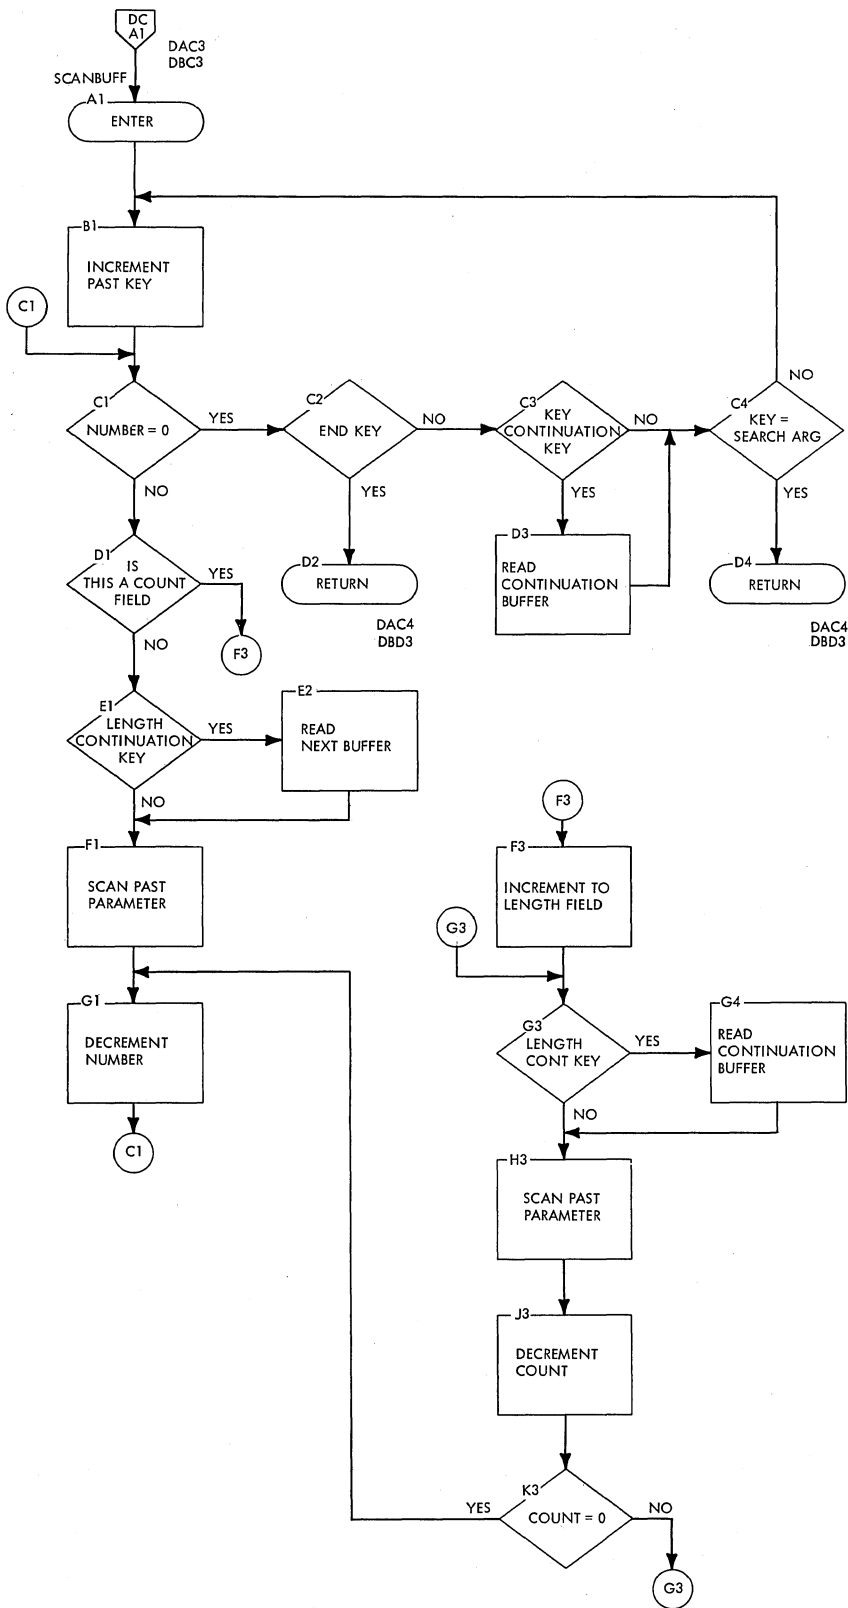 DC
A1
DAC3
DBC3
SCANBUFF
A1
ENTER
B1
INCREMENT
PAST KEY
C1
C1
NUMBER = 0
YES
NO
C2
END KEY
NO
YES
C3
KEY
CONTINUATION
KEY
NO
YES
C4
KEY =
SEARCH ARG
NO
YES
D1
IS
THIS A COUNT
FIELD
YES
NO
F3
D2
RETURN
DAC4
DBD3
D3
READ
CONTINUATION
BUFFER
D4
RETURN
DAC4
DBD3
E1
LENGTH
CONTINUATION
KEY
YES
NO
E2
READ
NEXT BUFFER
F1
SCAN PAST
PARAMETER
G1
DECREMENT
NUMBER
C1
F3
F3
INCREMENT TO
LENGTH FIELD
G3
G3
LENGTH
CONT KEY
YES
NO
G4
READ
CONTINUATION
BUFFER
H3
SCAN PAST
PARAMETER
J3
DECREMENT
COUNT
K3
COUNT = 0
YES
NO
G3